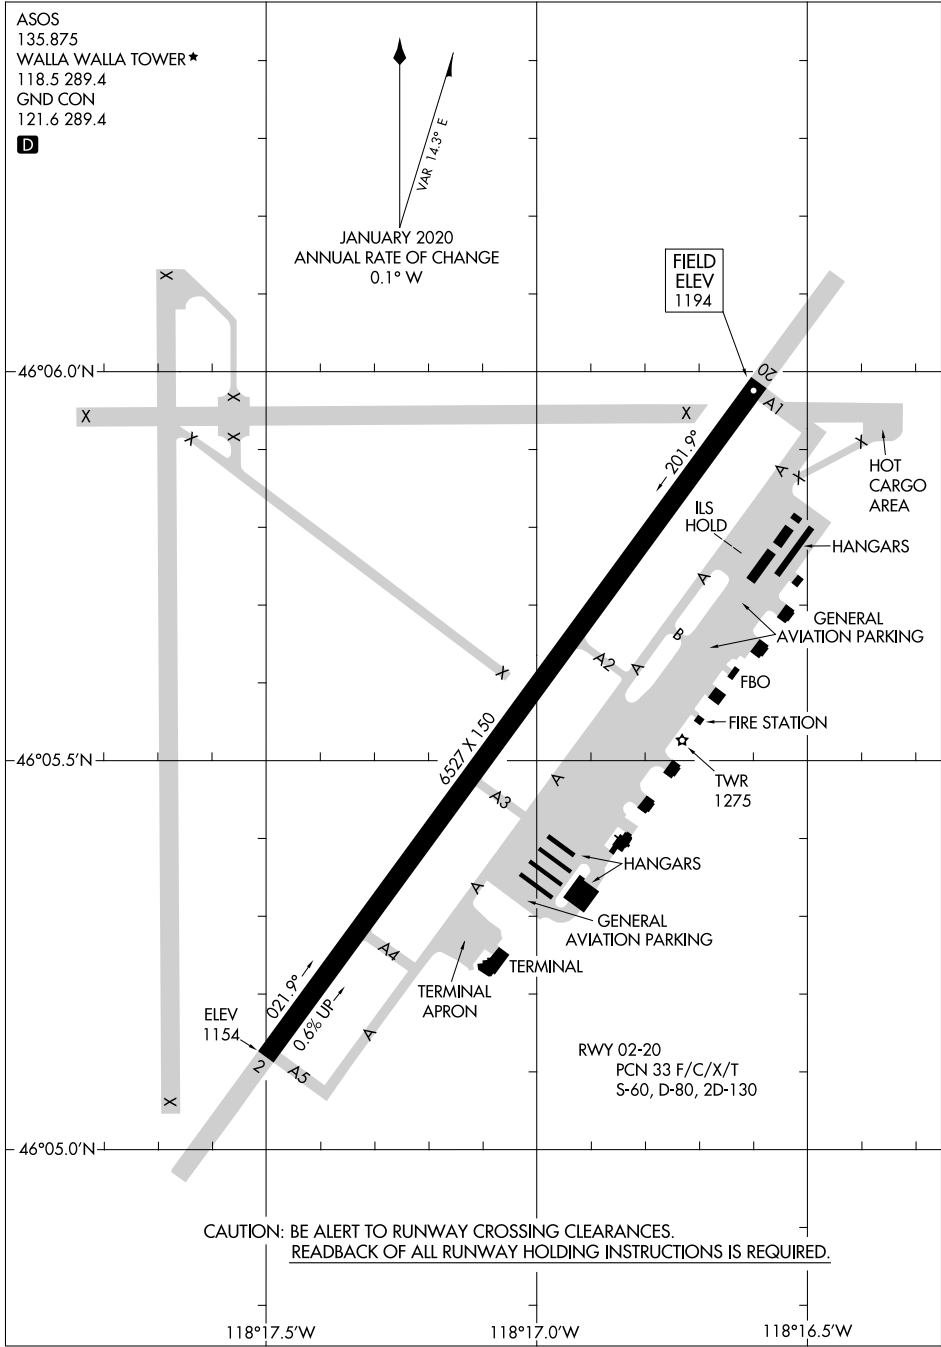 ASOS
135.875
WALLA WALLA TOWER★
118.5 289.4
GND CON
121.6 289.4
D
VAR 14.3° E
JANUARY 2020
ANNUAL RATE OF CHANGE
0.1° W
FIELD
ELEV
1194
X
46°06.0'N
20
X
X
X
A1
X
X
X
201.9°
A
X
HOT
CARGO
AREA
ILS
HOLD
HANGARS
A
GENERAL
AVIATION PARKING
B
A2
A
X
FBO
6527 X 150
FIRE STATION
46°05.5'N
A
TWR
1275
A3
HANGARS
A
GENERAL
AVIATION PARKING
A4
TERMINAL
021.9°
TERMINAL
APRON
0.6% UP
ELEV
1154
A
2
A5
RWY 02-20
PCN 33 F/C/X/T
S-60, D-80, 2D-130
X
46°05.0'N
CAUTION: BE ALERT TO RUNWAY CROSSING CLEARANCES.
READBACK OF ALL RUNWAY HOLDING INSTRUCTIONS IS REQUIRED.
118°17.5'W
118°17.0'W
118°16.5'W